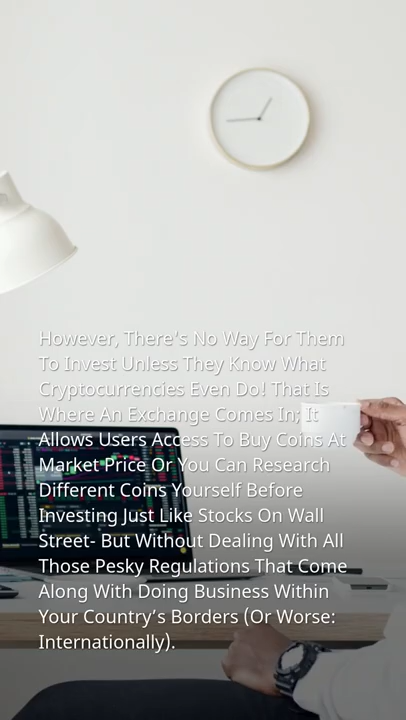 However, There's No Way For Them
To Invest Unless They Know What
Cryptocurrencies Even Do! That Is
Where An Exchange Comes In; It
Allows Users Access To Buy Coins At
Market Price Or You Can Research
Different Coins Yourself Before
Investing Just Like Stocks On Wall
Street- But Without Dealing With All
Those Pesky Regulations That Come
Along With Doing Business Within
Your Country's Borders (Or Worse:
Internationally).